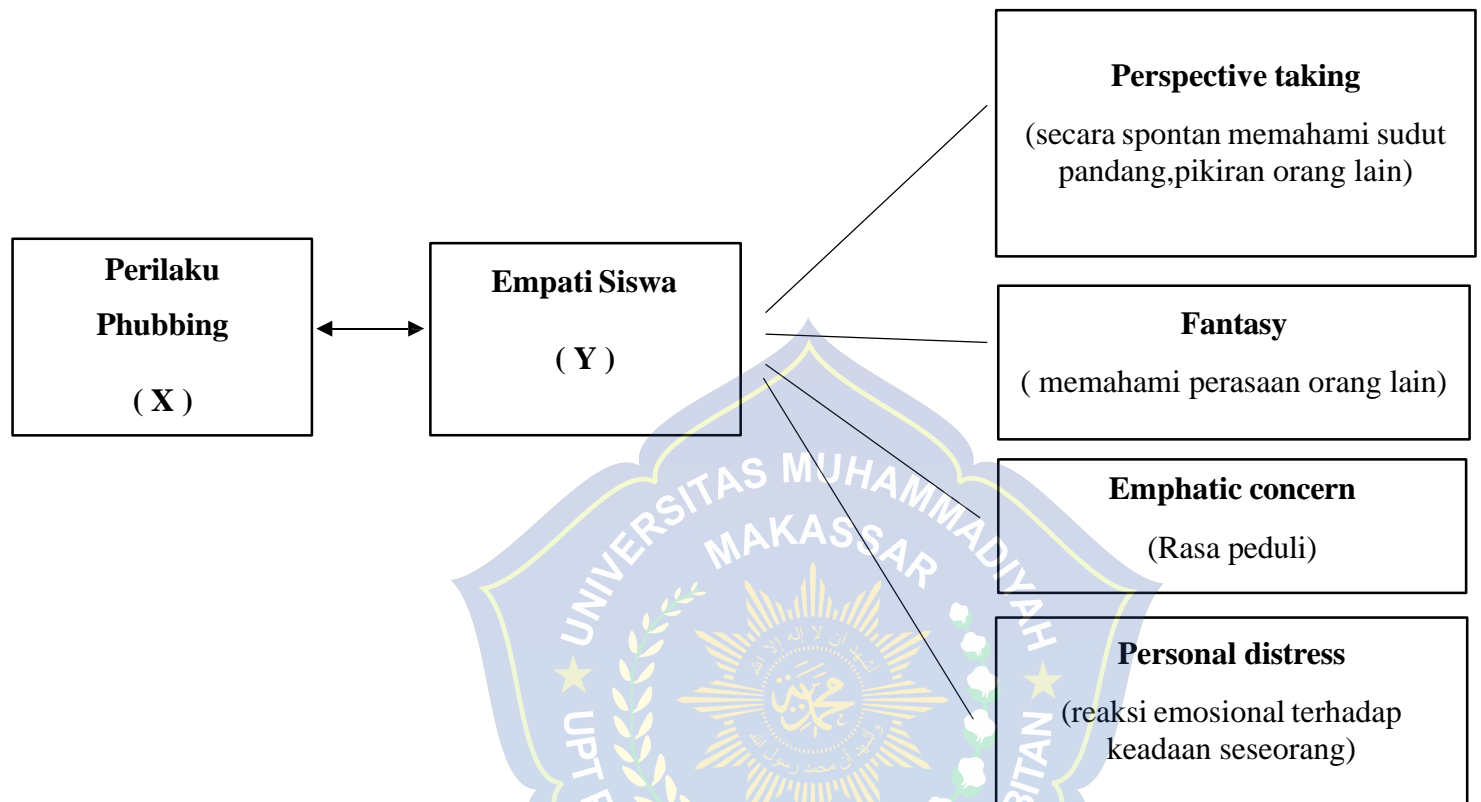 Perspective taking
(secara spontan memahami sudut
pandang,pikiran orang lain)
Perilaku
Phubbing
( X )
Empati Siswa
( Y )
Fantasy
( memahami perasaan orang lain)
Emphatic concern
(Rasa peduli)
Personal distress
(reaksi emosional terhadap
keadaan seseorang)
UNIVERSITAS MUHAMMADIYAH
MAKASSAR
UPT